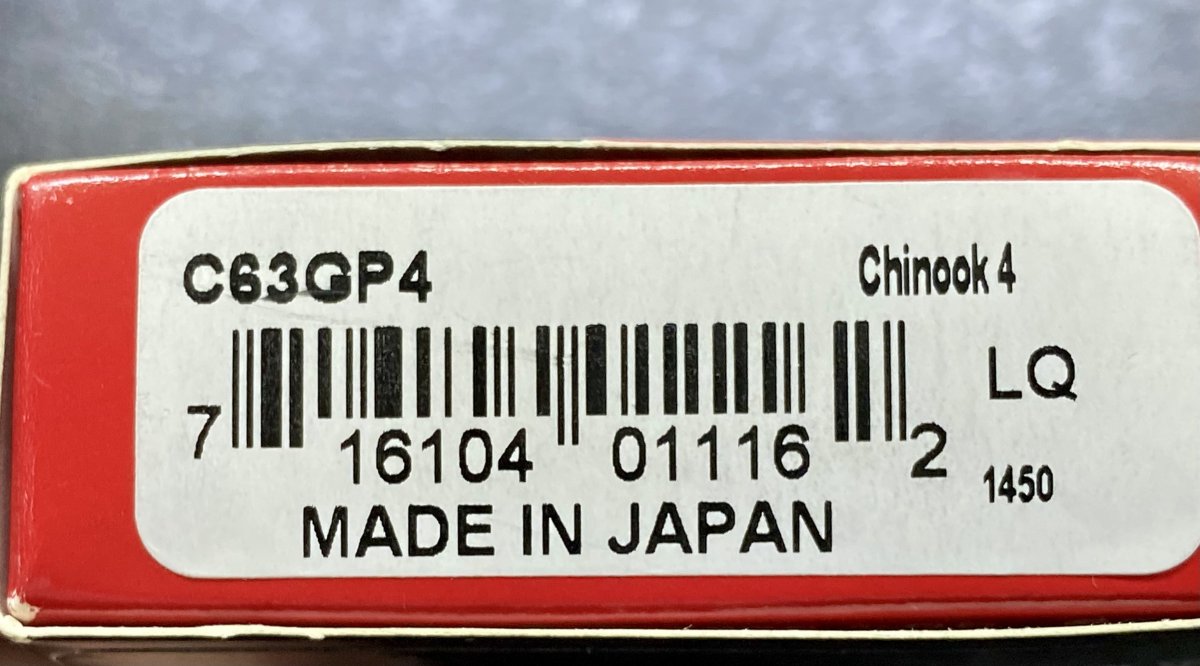 C63GP4 Chinook 4
LQ
7 16104 01116 2
1450
MADE IN JAPAN